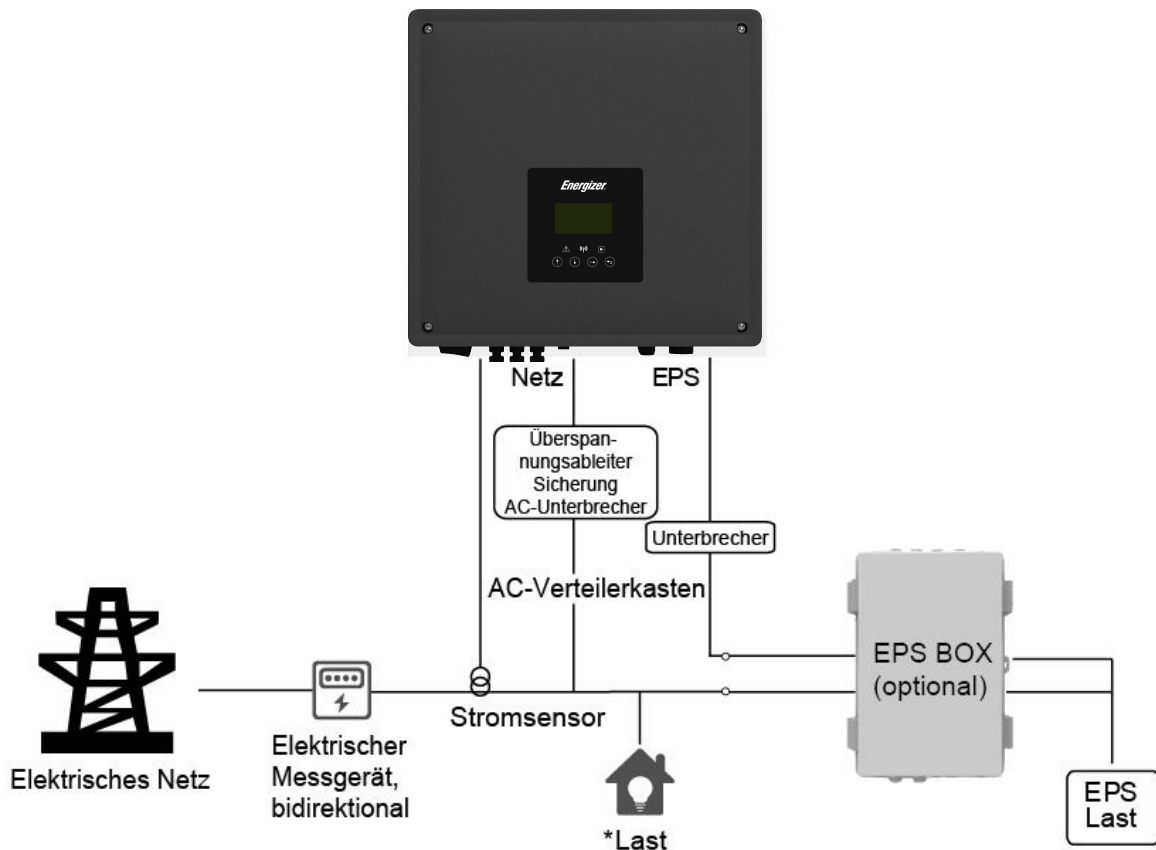 Energizer
Netz
EPS
Überspan-
nungsableiter
Sicherung
AC-Unterbrecher
Unterbrecher
AC-Verteilerkasten
EPS BOX
(optional)
Stromsensor
Elektrisches Netz
Elektrischer
Messgerät,
bidirektional
*Last
EPS
Last